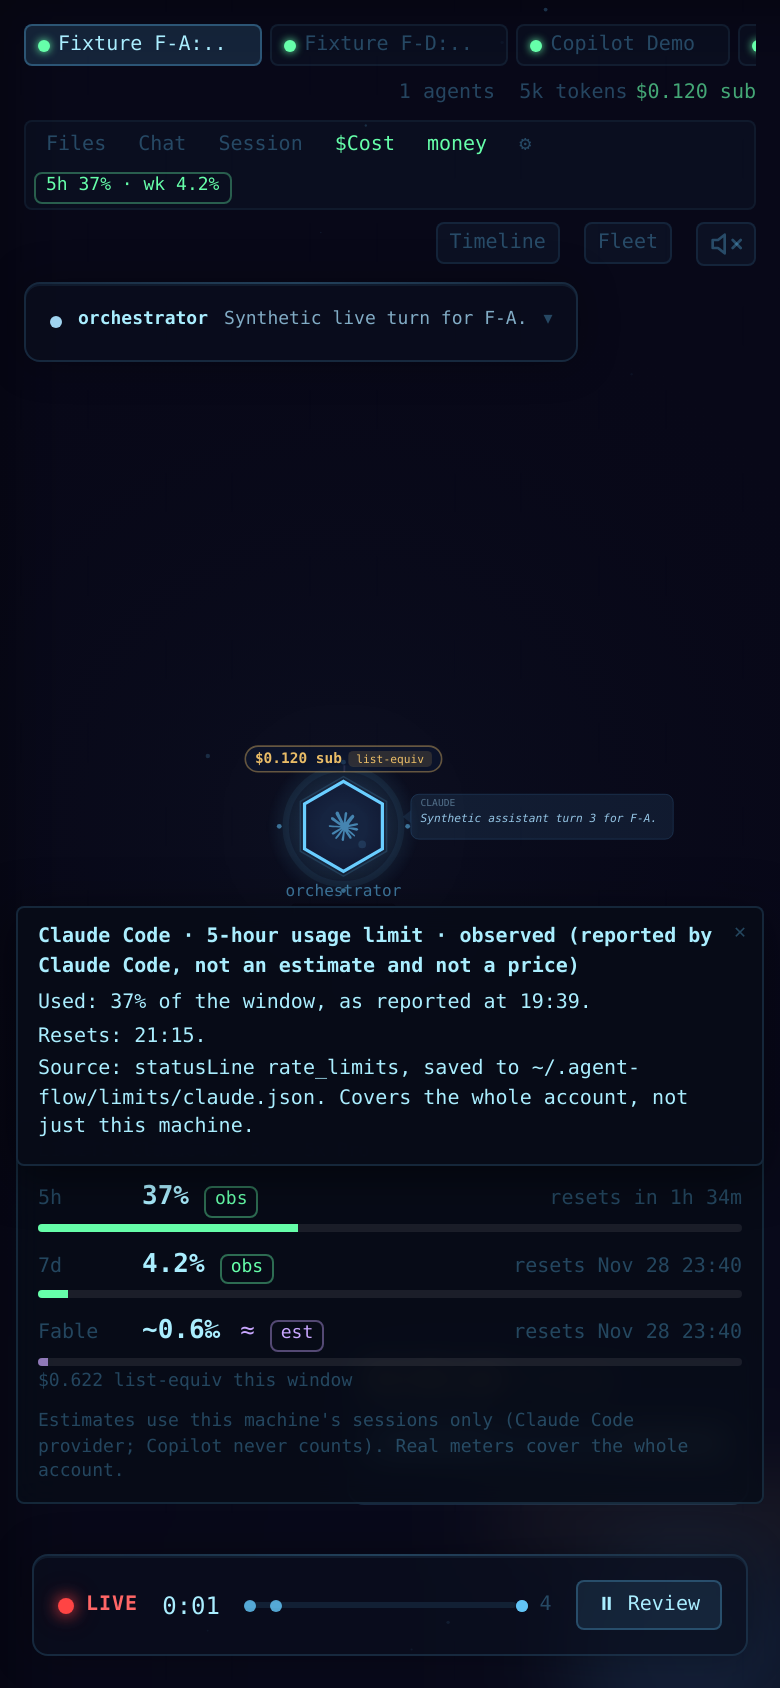 Fixture F-A:..
Fixture F-D:..
Copilot Demo
1 agents 5k tokens $0.120 sub
Files Chat Session $Cost money ⚙
5h 37% · wk 4.2%
Timeline Fleet
orchestrator Synthetic live turn for F-A. ▼
$0.120 sub list-equiv
CLAUDE
Synthetic assistant turn 3 for F-A.
orchestrator
Claude Code · 5-hour usage limit · observed (reported by ×
Claude Code, not an estimate and not a price)
Used: 37% of the window, as reported at 19:39.
Resets: 21:15.
Source: statusLine rate_limits, saved to ~/.agent-
flow/limits/claude.json. Covers the whole account, not
just this machine.
5h 37% obs resets in 1h 34m
7d 4.2% obs resets Nov 28 23:40
Fable ~0.6% ≈ est resets Nov 28 23:40
$0.622 list-equiv this window
Estimates use this machine's sessions only (Claude Code
provider; Copilot never counts). Real meters cover the whole
account.
LIVE 0:01 4 ⏸ Review